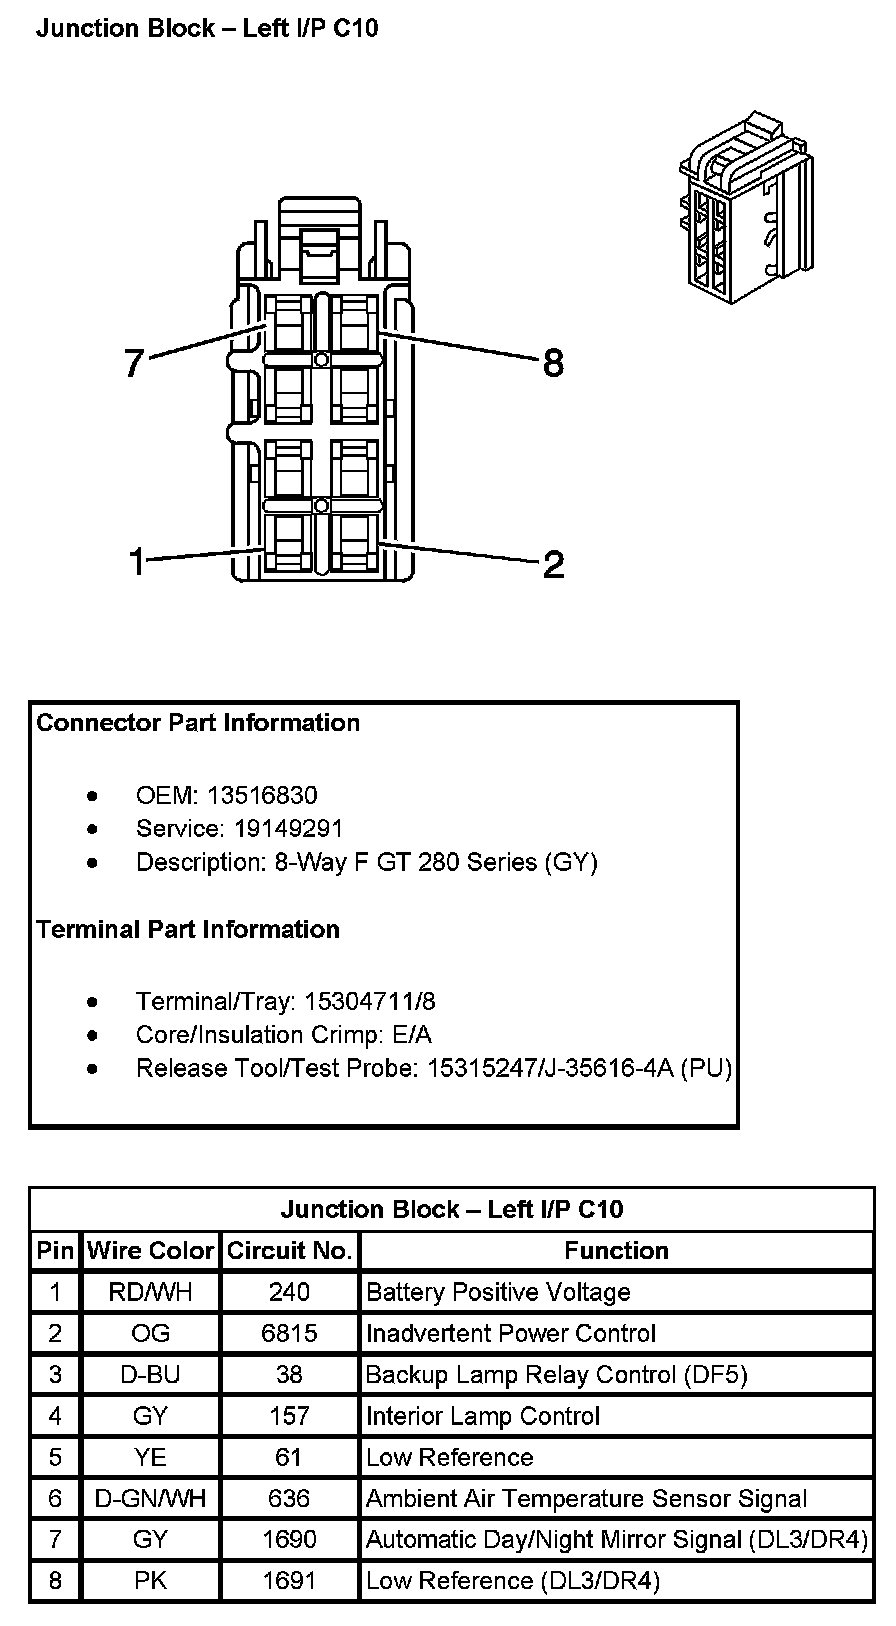 Junction Block – Left I/P C10
7
8
1
2
Connector Part Information
• OEM: 13516830
• Service: 19149291
• Description: 8-Way F GT 280 Series (GY)
Terminal Part Information
• Terminal/Tray: 15304711/8
• Core/Insulation Crimp: E/A
• Release Tool/Test Probe: 15315247/J-35616-4A (PU)
Junction Block – Left I/P C10
Pin Wire Color Circuit No. Function
1 RD/WH 240 Battery Positive Voltage
2 OG 6815 Inadvertent Power Control
3 D-BU 38 Backup Lamp Relay Control (DF5)
4 GY 157 Interior Lamp Control
5 YE 61 Low Reference
6 D-GN/WH 636 Ambient Air Temperature Sensor Signal
7 GY 1690 Automatic Day/Night Mirror Signal (DL3/DR4)
8 PK 1691 Low Reference (DL3/DR4)